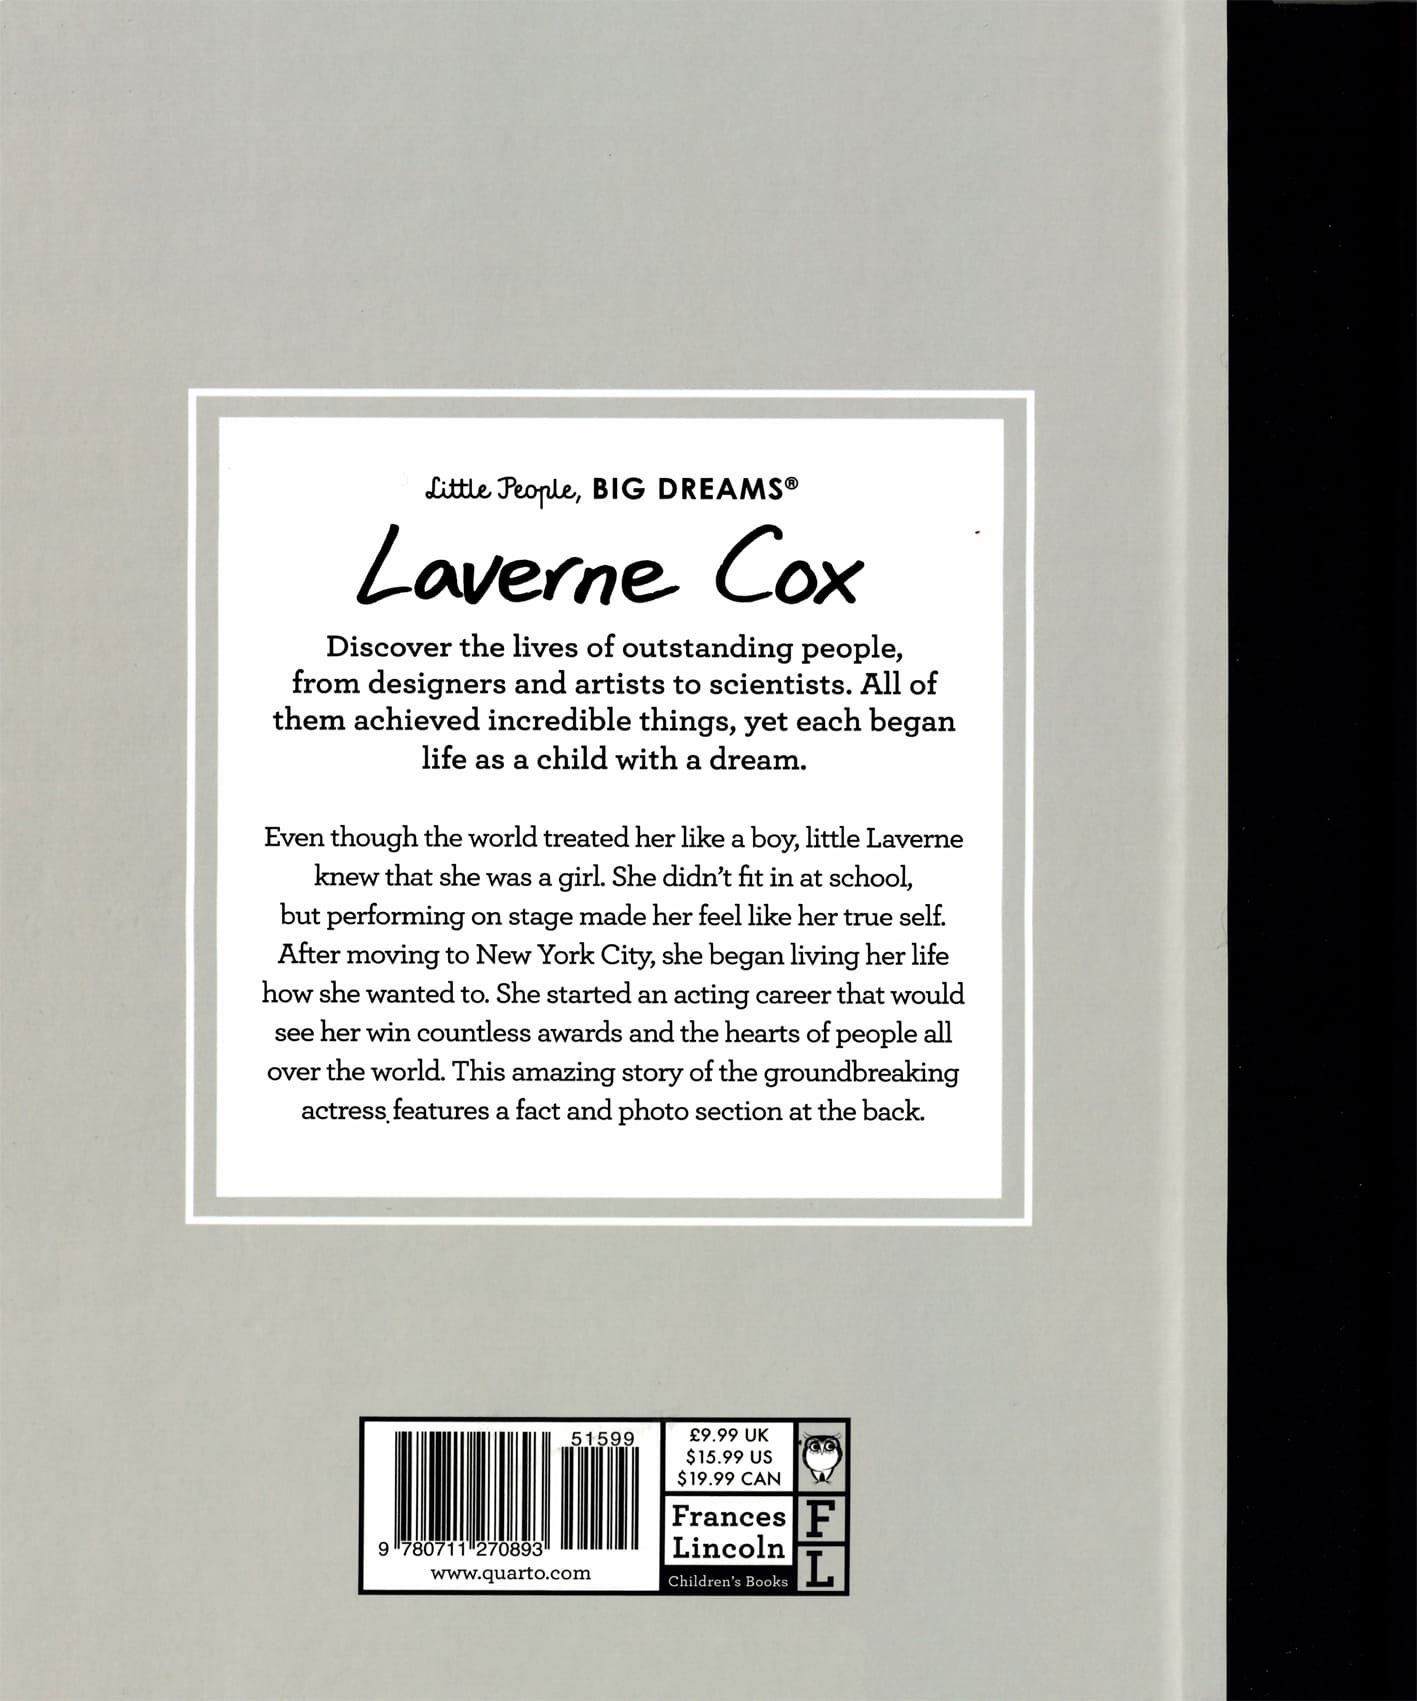 Little People, BIG DREAMS®
Laverne Cox
Discover the lives of outstanding people,
from designers and artists to scientists. All of
them achieved incredible things, yet each began
life as a child with a dream.
Even though the world treated her like a boy, little Laverne
knew that she was a girl. She didn't fit in at school,
but performing on stage made her feel like her true self.
After moving to New York City, she began living her life
how she wanted to. She started an acting career that would
see her win countless awards and the hearts of people all
over the world. This amazing story of the groundbreaking
actress features a fact and photo section at the back.
51599
9 780711 270893
www.quarto.com
£9.99 UK
$15.99 US
$19.99 CAN
Frances
Lincoln
Children's Books
F
L